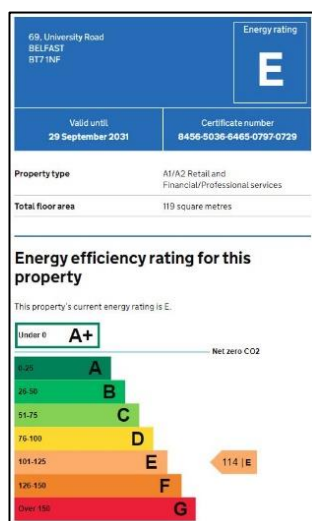 69, University Road
BELFAST
BT7 1NF
Energy rating
E
Valid until
29 September 2031
Certificate number
8456-5036-6465-0797-0729
Property type
A1/A2 Retail and
Financial/Professional services
Total floor area
119 square metres
Energy efficiency rating for this
property
This property's current energy rating is E.
Under 0 A+
Net zero CO2
0-25 A
26-50 B
51-75 C
76-100 D
101-125 E
114 | E
126-150 F
Over 150 G